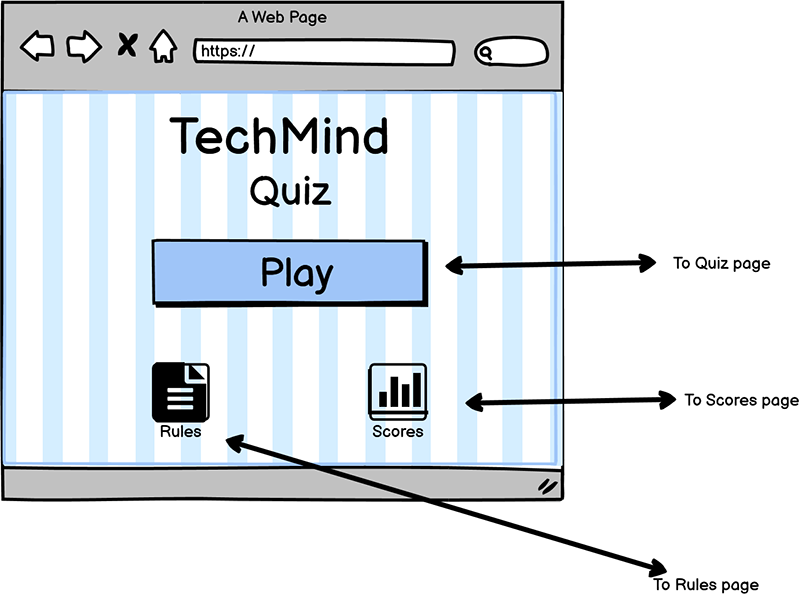 A Web Page
https://
TechMind
Quiz
Play
To Quiz page
Rules
Scores
To Scores page
To Rules page